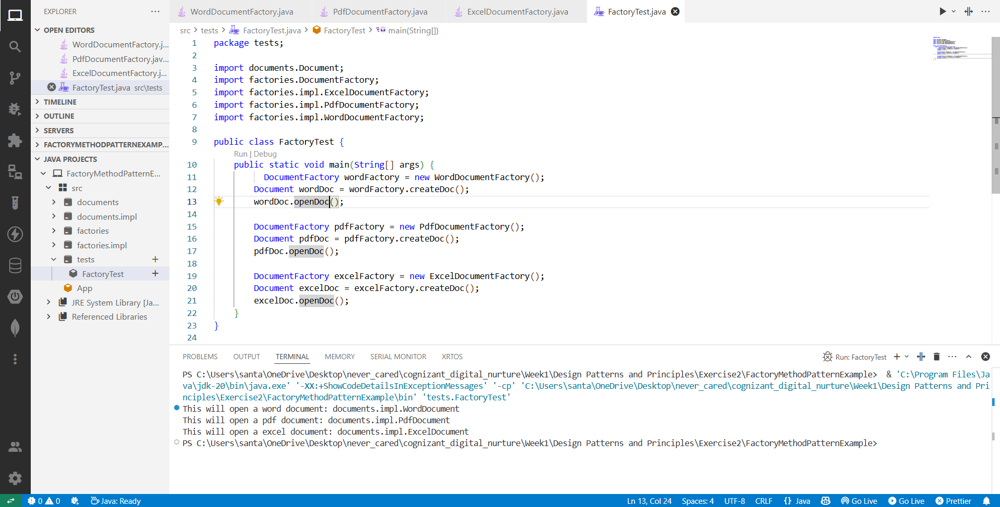 EXPLORER
OPEN EDITORS
WordDocumentFactory.j...
PdfDocumentFactory.jav...
ExcelDocumentFactory.j...
FactoryTest.java src\tests
TIMELINE
OUTLINE
SERVERS
FACTORYMETHODPATTERNEXAMP...
JAVA PROJECTS
FactoryMethodPatternE...
src
documents
documents.impl
factories
factories.impl
tests
FactoryTest
App
JRE System Library [Ja...
Referenced Libraries
WordDocumentFactory.java PdfDocumentFactory.java ExcelDocumentFactory.java FactoryTest.java
src > tests > FactoryTest.java > FactoryTest > main(String[])
1 package tests;
2
3 import documents.Document;
4 import factories.DocumentFactory;
5 import factories.impl.ExcelDocumentFactory;
6 import factories.impl.PdfDocumentFactory;
7 import factories.impl.WordDocumentFactory;
8
9 public class FactoryTest {
Run | Debug
10 public static void main(String[] args) {
11 DocumentFactory wordFactory = new WordDocumentFactory();
12 Document wordDoc = wordFactory.createDoc();
13 wordDoc.openDoc();
14
15 DocumentFactory pdfFactory = new PdfDocumentFactory();
16 Document pdfDoc = pdfFactory.createDoc();
17 pdfDoc.openDoc();
18
19 DocumentFactory excelFactory = new ExcelDocumentFactory();
20 Document excelDoc = excelFactory.createDoc();
21 excelDoc.openDoc();
22 }
23 }
24
PROBLEMS OUTPUT TERMINAL MEMORY SERIAL MONITOR XRTOS Run: FactoryTest
PS C:\Users\santa\OneDrive\Desktop\never_cared\cognizant_digital_nurture\Week1\Design Patterns and Principles\Exercise2\FactoryMethodPatternExample> & 'C:\Program Files\Ja
va\jdk-20\bin\java.exe' '-XX:+ShowCodeDetailsInExceptionMessages' '-cp' 'C:\Users\santa\OneDrive\Desktop\never_cared\cognizant_digital_nurture\Week1\Design Patterns and Pri
nciples\Exercise2\FactoryMethodPatternExample\bin' 'tests.FactoryTest'
This will open a word document: documents.impl.WordDocument
This will open a pdf document: documents.impl.PdfDocument
This will open a excel document: documents.impl.ExcelDocument
PS C:\Users\santa\OneDrive\Desktop\never_cared\cognizant_digital_nurture\Week1\Design Patterns and Principles\Exercise2\FactoryMethodPatternExample>
0 0 Java: Ready Ln 13, Col 24 Spaces: 4 UTF-8 CRLF {} Java Go Live Go Live Prettier